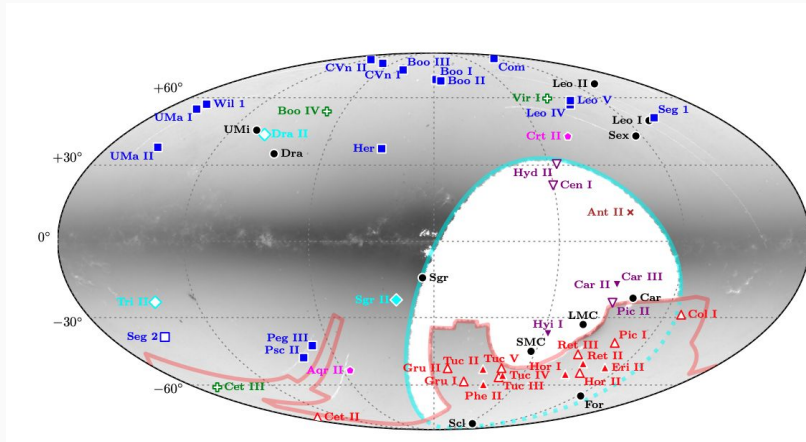 CVn II
Boo III
CVn I
Boo I
Boo II
Com
Leo II
+60°
Wil 1
UMa I
Boo IV
Vir I
Leo V
Leo IV
Leo I
Seg 1
UMi
Dra II
Crt II
Sex
UMa II
Dra
Her
+30°
Hyd II
Cen I
Ant II
0°
Sgr
Car II
Car III
Tri II
Sgr II
Car
Pic II
Col I
−30°
LMC
Hyi I
Seg 2
Peg III
SMC
Pic I
Psc II
Ret III
Tuc II
Tuc V
Ret II
Gru II
Hor I
Eri II
Aqr II
Tuc IV
Gru I
Tuc III
Hor II
−60°
Cet III
Phe II
For
Cet II
Scl